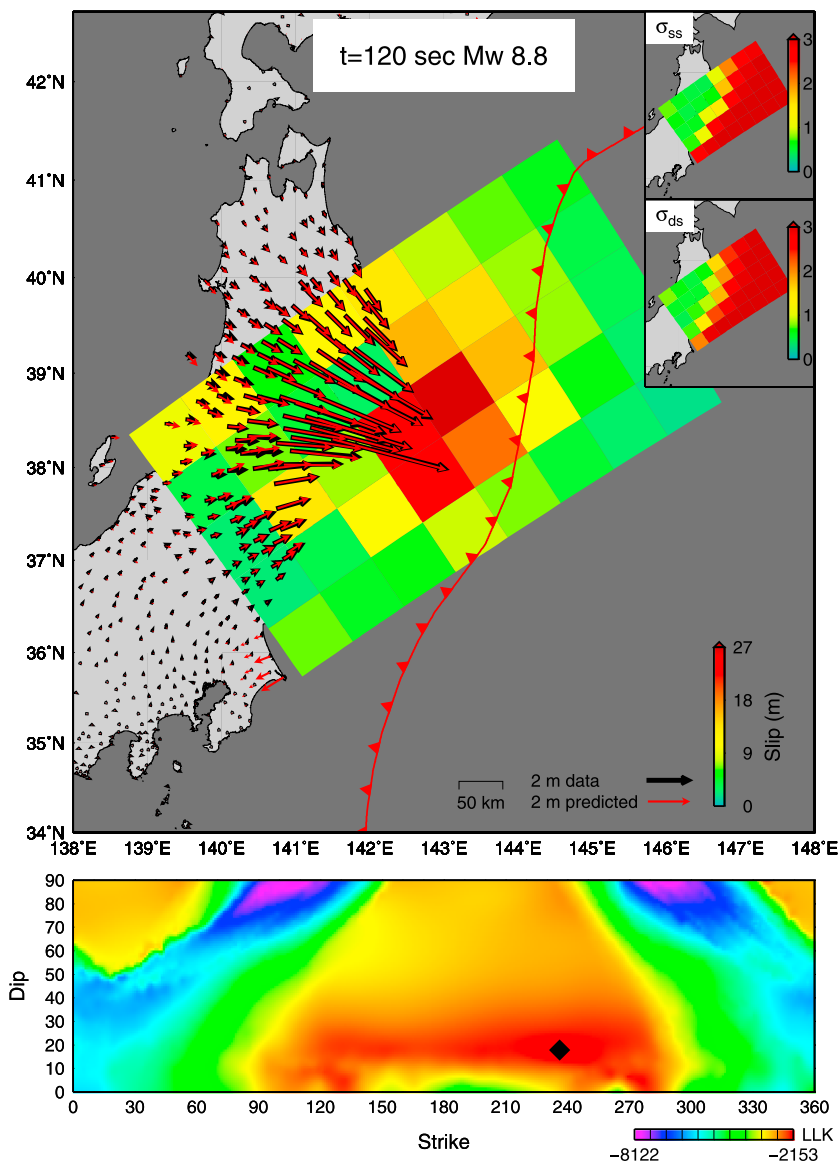 t=120 sec Mw 8.8
σss
3
2
1
0
σds
3
2
1
0
42˚N
41˚N
40˚N
39˚N
38˚N
37˚N
36˚N
35˚N
34˚N
27
18
9
0
Slip (m)
50 km
2 m data
2 m predicted
138˚E 139˚E 140˚E 141˚E 142˚E 143˚E 144˚E 145˚E 146˚E 147˚E 148˚E
90
80
70
60
50
40
30
20
10
0
Dip
0 30 60 90 120 150 180 210 240 270 300 330 360
Strike
LLK
−8122 −2153